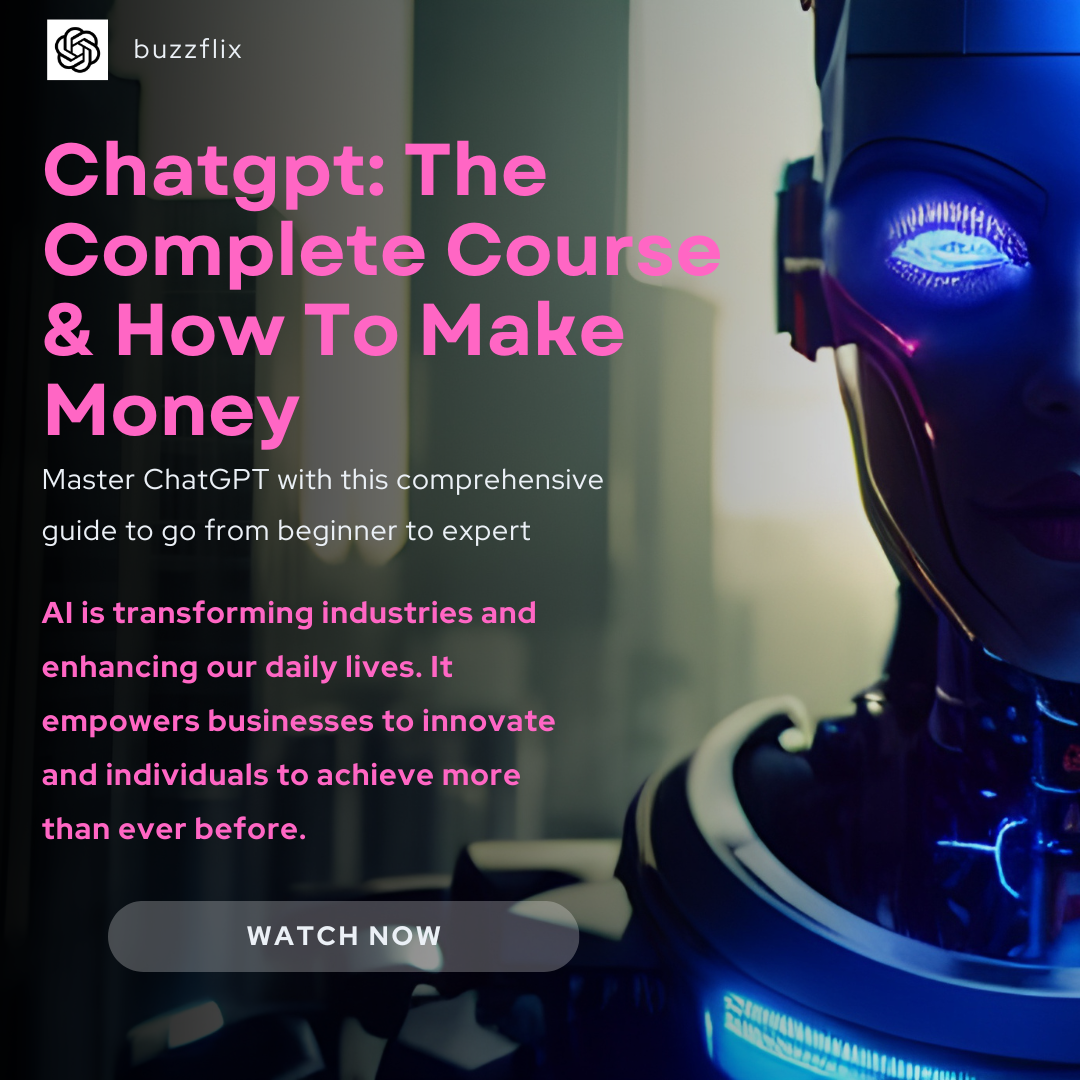 buzzflix
Chatgpt: The
Complete Course
& How To Make
Money
Master ChatGPT with this comprehensive
guide to go from beginner to expert
AI is transforming industries and
enhancing our daily lives. It
empowers businesses to innovate
and individuals to achieve more
than ever before.
WATCH NOW